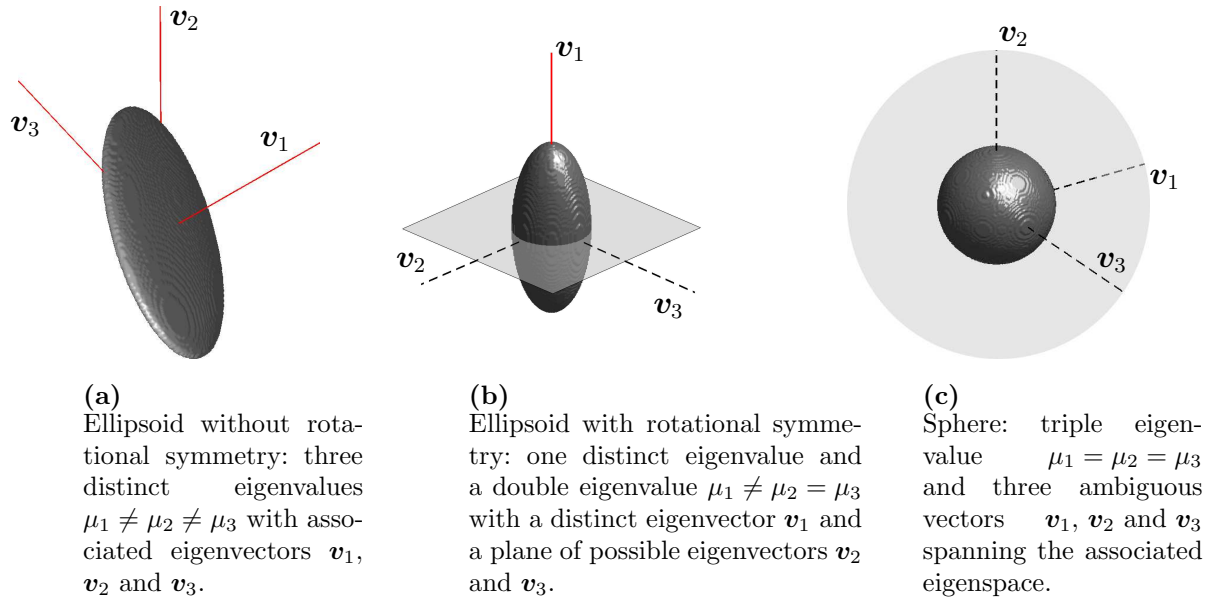 v₂
v₃
v₁
v₁
v₂
v₃
v₂
v₁
v₃
(a)
Ellipsoid without rota-
tional symmetry: three
distinct eigenvalues
μ₁ ≠ μ₂ ≠ μ₃ with asso-
ciated eigenvectors v₁,
v₂ and v₃.
(b)
Ellipsoid with rotational symme-
try: one distinct eigenvalue and
a double eigenvalue μ₁ ≠ μ₂ = μ₃
with a distinct eigenvector v₁ and
a plane of possible eigenvectors v₂
and v₃.
(c)
Sphere: triple eigen-
value μ₁ = μ₂ = μ₃
and three ambiguous
vectors v₁, v₂ and v₃
spanning the associated
eigenspace.